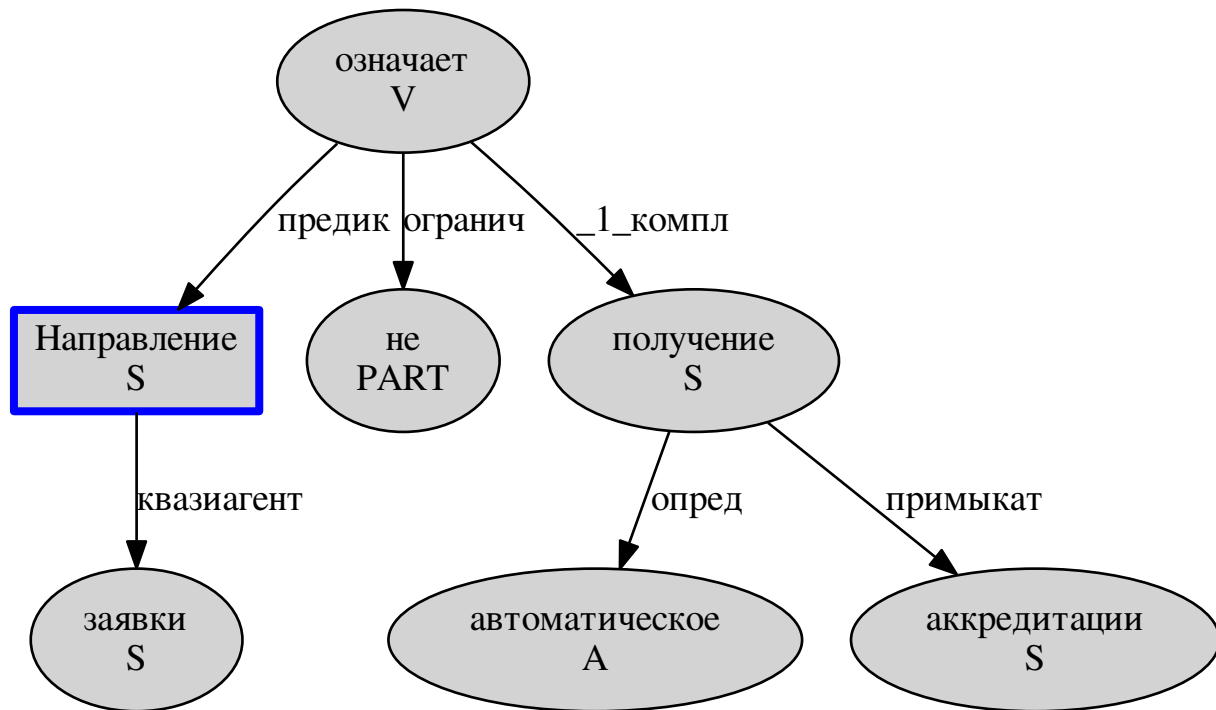 означает
V
предик
огранич
_1_компл
Направление
S
не
PART
получение
S
квазиагент
опред
примыкат
заявки
S
автоматическое
A
аккредитации
S